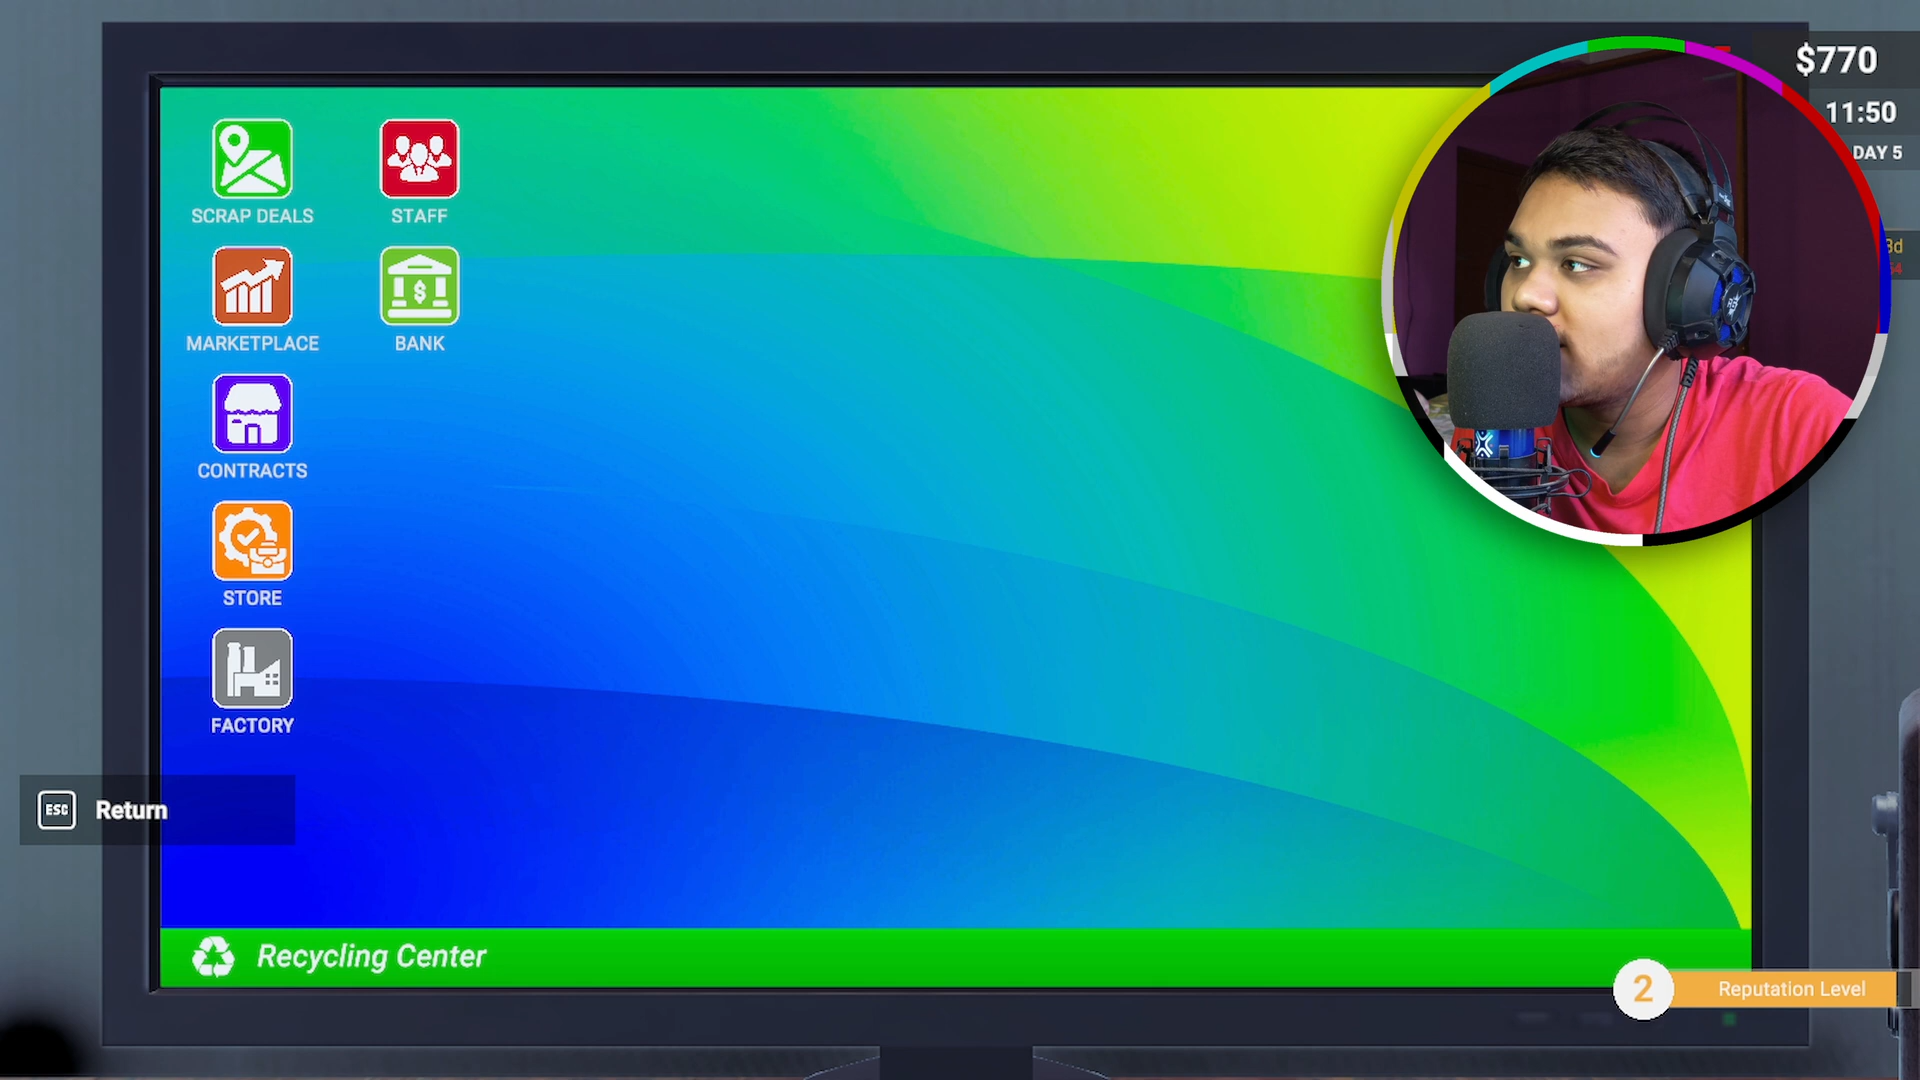 $770
11:50
DAY 5
3d
SCRAP DEALS
STAFF
MARKETPLACE
BANK
CONTRACTS
STORE
FACTORY
ESC Return
Recycling Center
2 Reputation Level